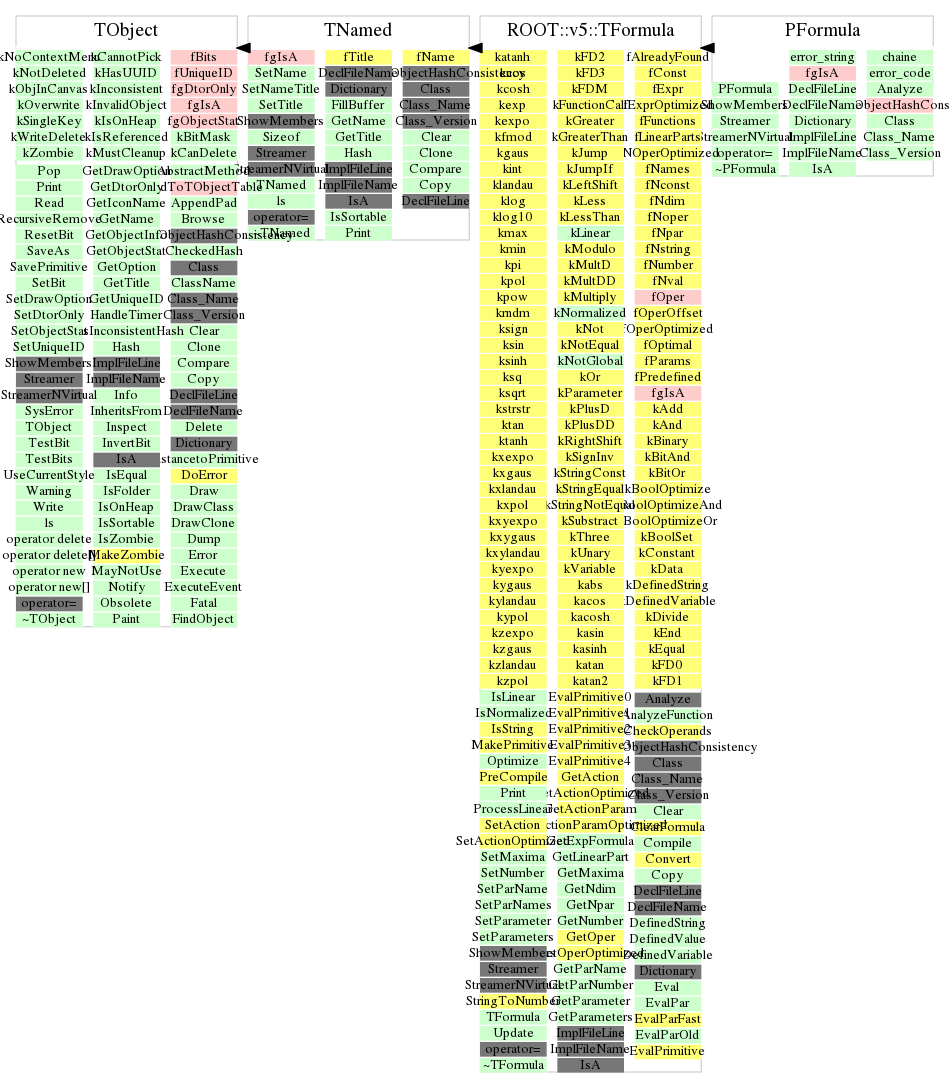 TObject
kNotDeleted
kObjInCanvas
kOverwrite
kSingleKey
kWriteDelete
kZombie
Pop
Print
Read
RecursiveRemove
ResetBit
SaveAs
SavePrimitive
SetBit
SetDrawOption
SetDtorOnly
SetObjectStat
SetUniqueID
ShowMembers
Streamer
StreamerNVirtual
SysError
TObject
TestBit
TestBits
UseCurrentStyle
Warning
Write
ls
operator delete
operator delete[]
operator new
operator new[]
operator=
~TObject
kCannotPick
kHasUUID
kInconsistent
kInvalidObject
kIsOnHeap
kIsReferenced
kMustCleanup
GetDrawOption
GetDtorOnly
GetIconName
GetName
GetObjectInfo
GetObjectStat
GetOption
GetTitle
GetUniqueID
HandleTimer
InconsistentHash
Hash
ImplFileLine
ImplFileName
Info
InheritsFrom
Inspect
InvertBit
IsA
IsEqual
IsFolder
IsOnHeap
IsSortable
IsZombie
MakeZombie
MayNotUse
Notify
Obsolete
Paint
fBits
fUniqueID
fgDtorOnly
fgIsA
fgObjectStat
kBitMask
kCanDelete
AbstractMethod
AppendPad
Browse
CheckedHash
Class
ClassName
Class_Name
Class_Version
Clear
Clone
Compare
Copy
DeclFileLine
DeclFileName
Delete
Dictionary
DoError
Draw
DrawClass
DrawClone
Dump
Error
Execute
ExecuteEvent
Fatal
FindObject
TNamed
fgIsA
SetName
SetNameTitle
SetTitle
ShowMembers
Sizeof
Streamer
TNamed
ls
operator=
~TNamed
fTitle
DeclFileName
Dictionary
FillBuffer
GetName
GetTitle
Hash
ImplFileLine
ImplFileName
IsA
IsSortable
Print
fName
Class
Class_Name
Class_Version
Clear
Clone
Compare
Copy
DeclFileLine
ROOT::v5::TFormula
katanh
kcosh
kexp
kexpo
kfmod
kgaus
kint
klandau
klog
klog10
kmax
kmin
kpi
kpol
kpow
krndm
ksign
ksin
ksinh
ksq
ksqrt
kstrstr
ktan
ktanh
kxexpo
kxgaus
kxlandau
kxpol
kxyexpo
kxygaus
kxylandau
kyexpo
kygaus
kylandau
kypol
kzexpo
kzgaus
kzlandau
kzpol
IsLinear
IsNormalized
IsString
MakePrimitive
Optimize
PreCompile
Print
ProcessLinear
SetAction
SetMaxima
SetNumber
SetParName
SetParNames
SetParameter
SetParameters
ShowMembers
Streamer
StreamerNVirtual
StringToNumber
TFormula
Update
operator=
~TFormula
kFD2
kFD3
kFDM
kFunctionCall
kGreater
kGreaterThan
kJump
kJumpIf
kLeftShift
kLess
kLessThan
kLinear
kModulo
kMultD
kMultDD
kMultiply
kNormalized
kNot
kNotEqual
kNotGlobal
kOr
kParameter
kPlusD
kPlusDD
kRightShift
kSignInv
kStringConst
kStringEqual
kStringNotEqual
kSubstract
kThree
kUnary
kVariable
kabs
kacos
kacosh
kasin
kasinh
katan
katan2
EvalPrimitive0
EvalPrimitive1
EvalPrimitive2
EvalPrimitive3
EvalPrimitive4
GetAction
GetActionParam
GetExpFormula
GetLinearPart
GetMaxima
GetNdim
GetNpar
GetNumber
GetOper
GetParName
GetParNumber
GetParameter
GetParameters
ImplFileLine
ImplFileName
IsA
fAlreadyFound
fConst
fExpr
fExprOptimized
fFunctions
fLinearParts
fNOperOptimized
fNames
fNconst
fNdim
fNoper
fNpar
fNstring
fNumber
fNval
fOper
fOperOffset
fOperOptimized
fOptimal
fParams
fPredefined
fgIsA
kAdd
kAnd
kBinary
kBitAnd
kBitOr
kBoolOptimize
kBoolOptimizeAnd
kBoolOptimizeOr
kBoolSet
kConstant
kData
kDefinedString
kDefinedVariable
kDivide
kEnd
kEqual
kFD0
kFD1
Analyze
AnalyzeFunction
CheckOperands
Class
Class_Name
Class_Version
Clear
ClearFormula
Compile
Convert
Copy
DeclFileLine
DeclFileName
DefinedString
DefinedValue
DefinedVariable
Dictionary
Eval
EvalPar
EvalParFast
EvalParOld
EvalPrimitive
PFormula
PFormula
ShowMembers
Streamer
StreamerNVirtual
operator=
~PFormula
error_string
fgIsA
DeclFileLine
DeclFileName
Dictionary
ImplFileLine
ImplFileName
IsA
chaine
error_code
Analyze
Class
Class_Name
Class_Version